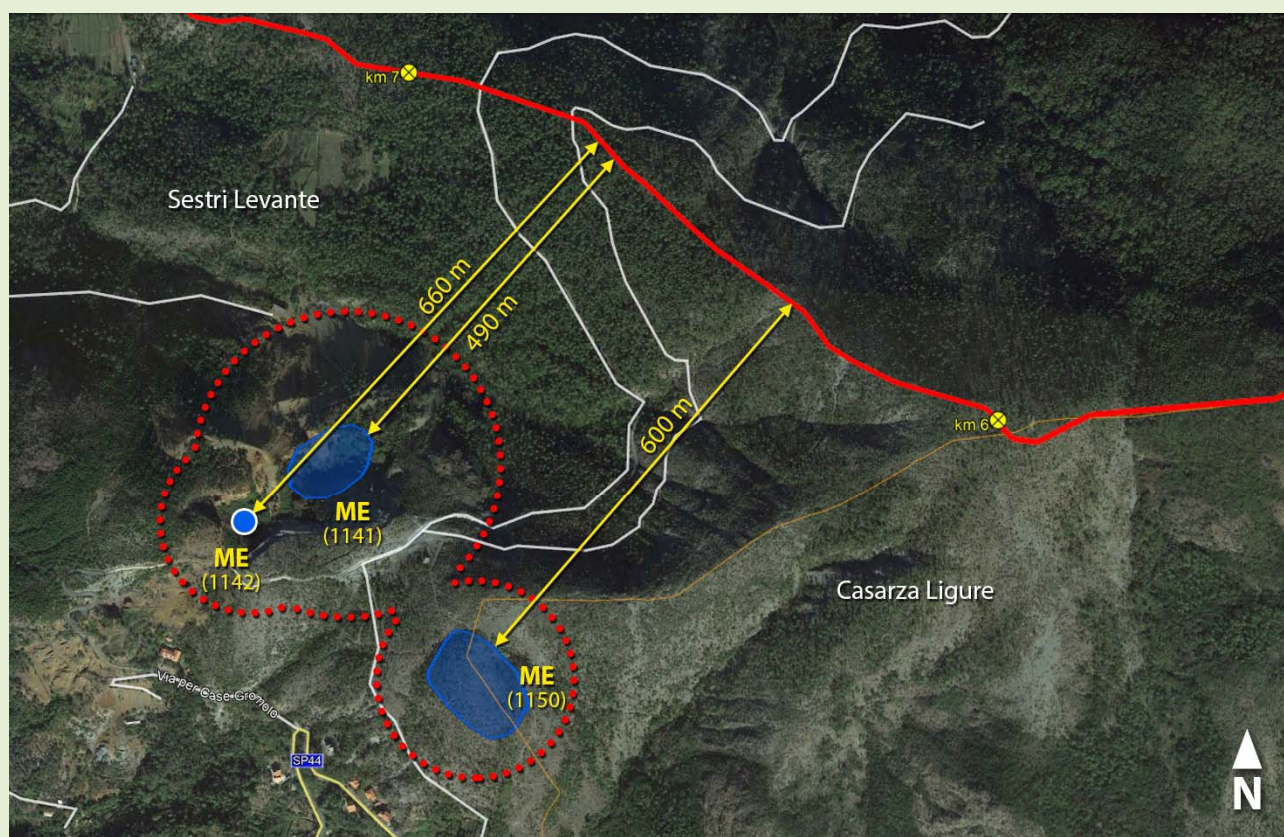 km 7
Sestri Levante
660 m
490 m
600 m
km 6
ME
(1141)
ME
(1142)
Casarza Ligure
ME
(1150)
Via per Case Gromolo
SP44
N